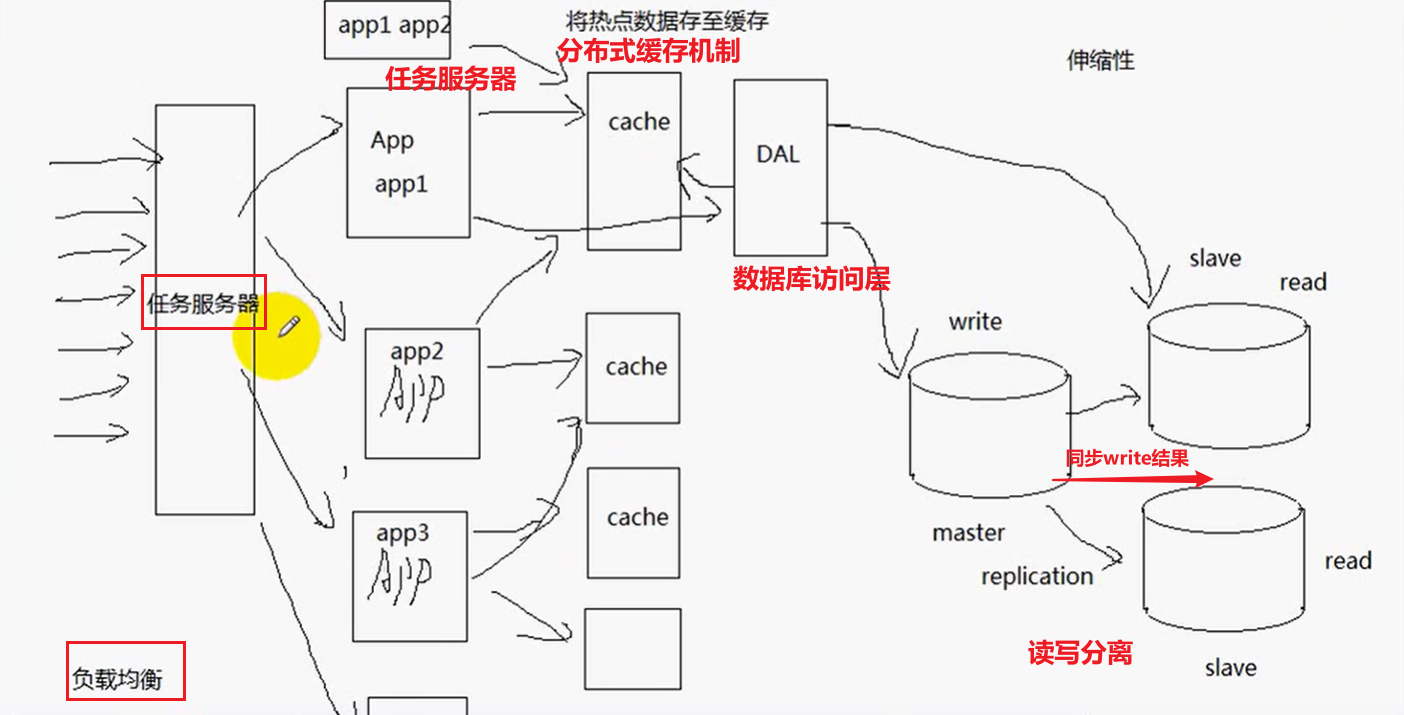 app1 app2
将热点数据存至缓存
分布式缓存机制
伸缩性
任务服务器
App
app1
cache
DAL
数据库访问层
slave
read
任务服务器
write
app2
APP
cache
同步write结果
app3
APP
cache
master
replication
read
读写分离
slave
负载均衡